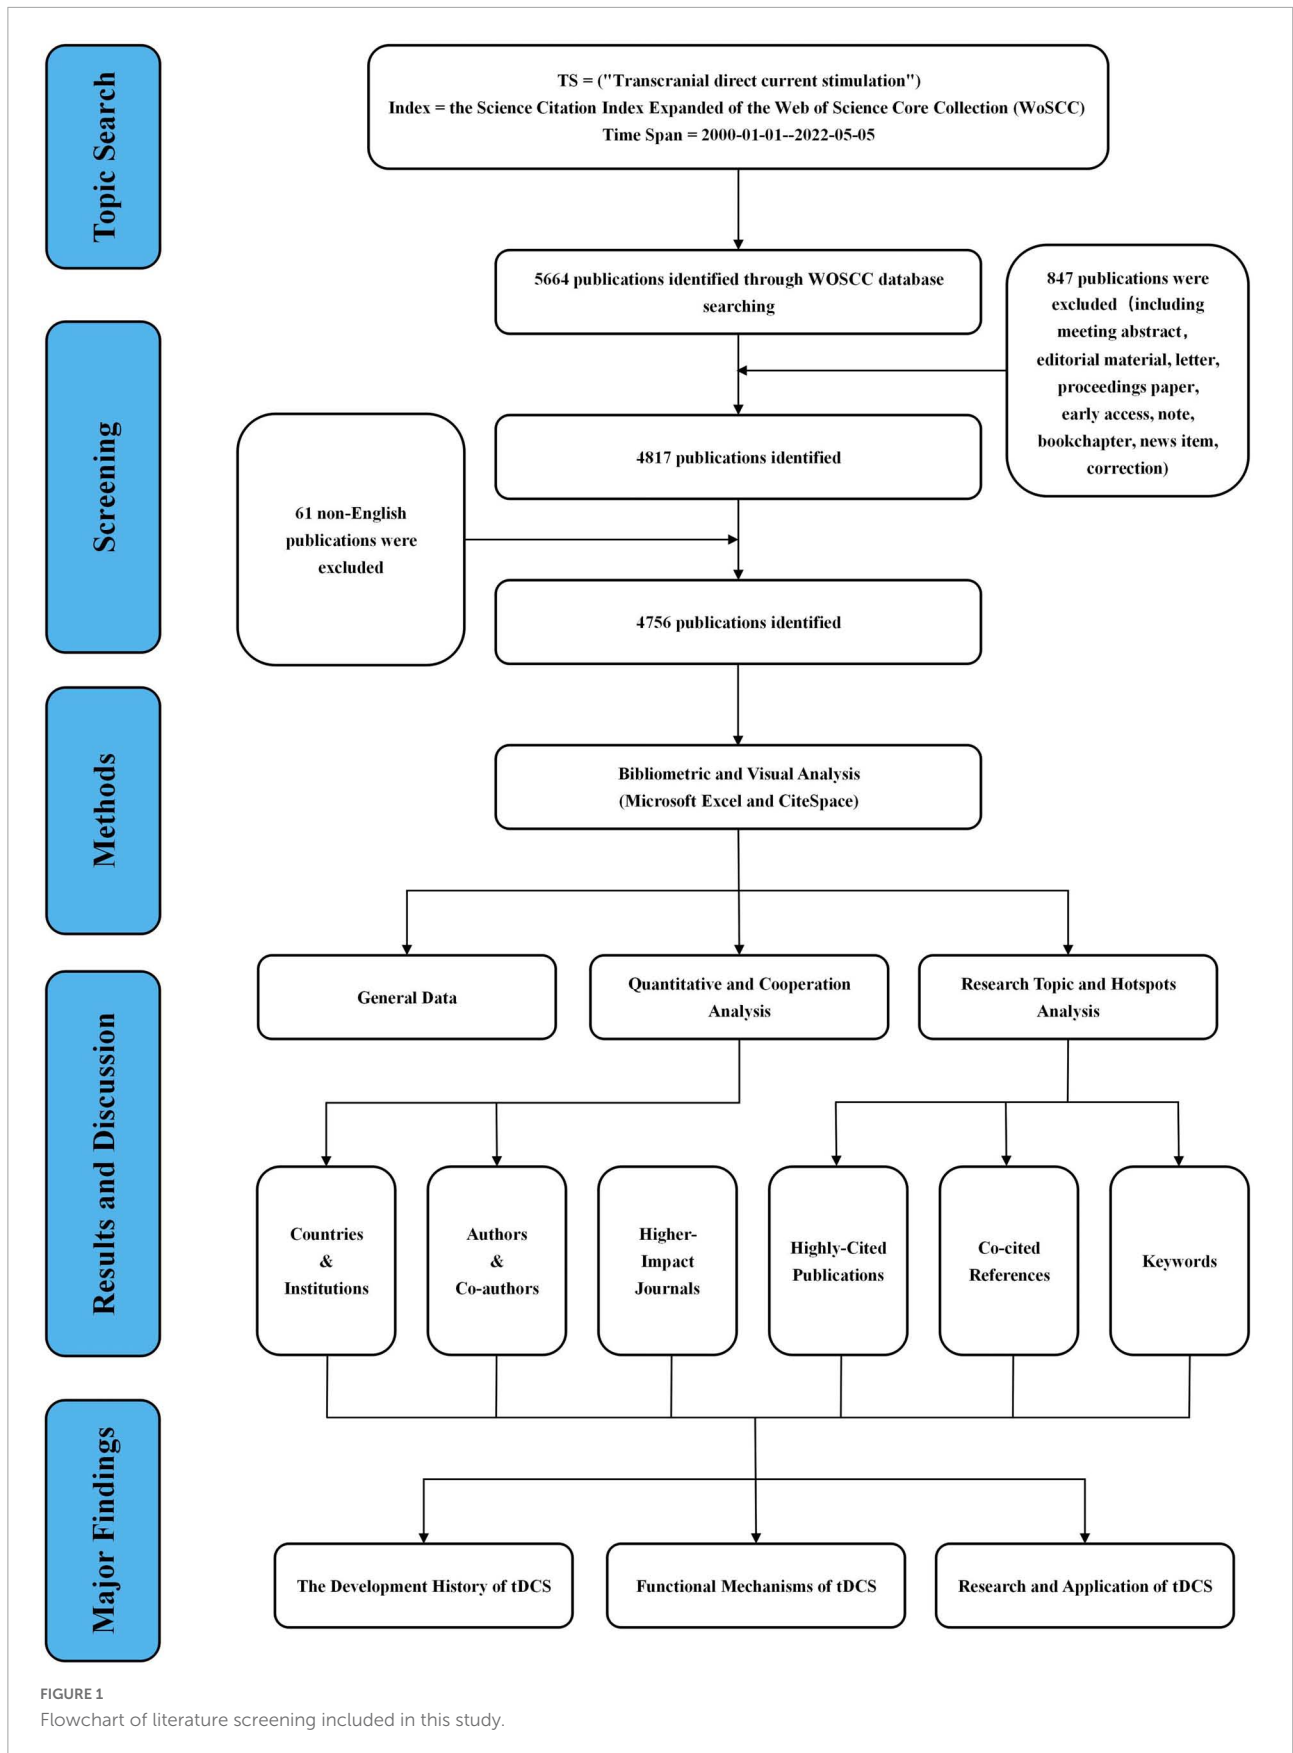 Topic Search
TS = ("Transcranial direct current stimulation")
Index = the Science Citation Index Expanded of the Web of Science Core Collection (WoSCC)
Time Span = 2000-01-01--2022-05-05
5664 publications identified through WOSCC database
searching
847 publications were
excluded（including
meeting abstract，
editorial material, letter,
proceedings paper,
early access, note,
bookchapter, news item,
correction)
Screening
4817 publications identified
61 non-English
publications were
excluded
4756 publications identified
Methods
Bibliometric and Visual Analysis
(Microsoft Excel and CiteSpace)
Results and Discussion
General Data
Quantitative and Cooperation
Analysis
Research Topic and Hotspots
Analysis
Countries
&
Institutions
Authors
&
Co-authors
Higher-
Impact
Journals
Highly-Cited
Publications
Co-cited
References
Keywords
Major Findings
The Development History of tDCS
Functional Mechanisms of tDCS
Research and Application of tDCS
FIGURE 1
Flowchart of literature screening included in this study.